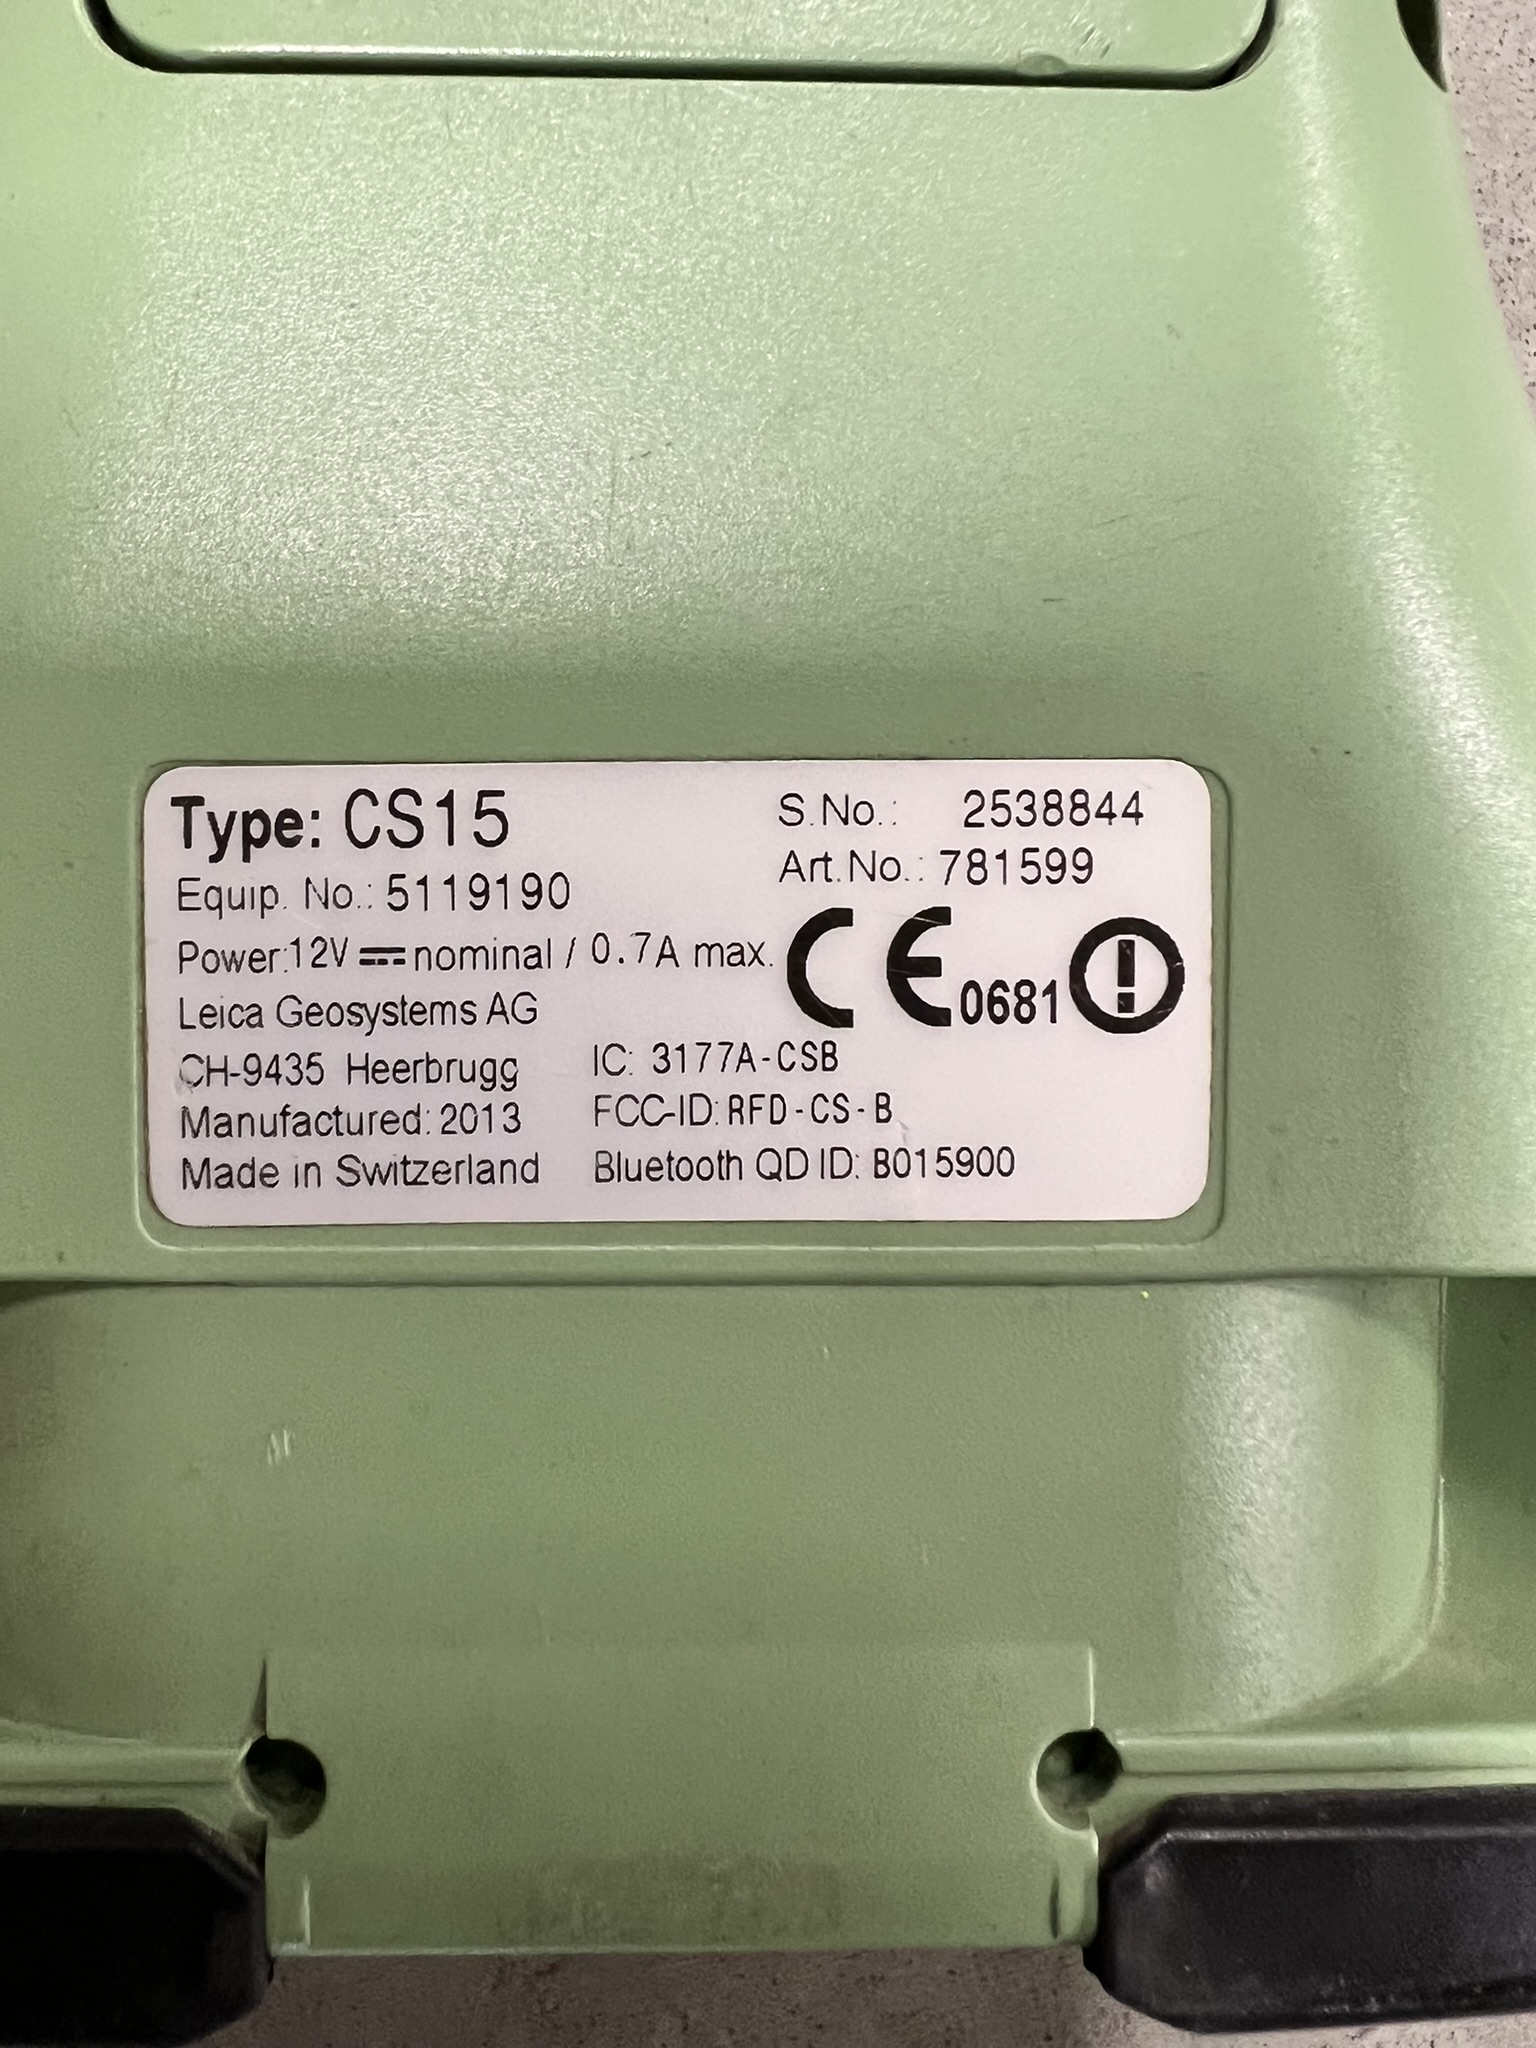 Type: CS15
S.No.: 2538844
Equip. No.: 5119190
Art.No.: 781599
Power:12V ⎓ nominal / 0.7A max.
CE 0681
Leica Geosystems AG
CH-9435 Heerbrugg
IC: 3177A-CSB
Manufactured: 2013
FCC-ID: RFD-CS-B
Made in Switzerland
Bluetooth QD ID: B015900